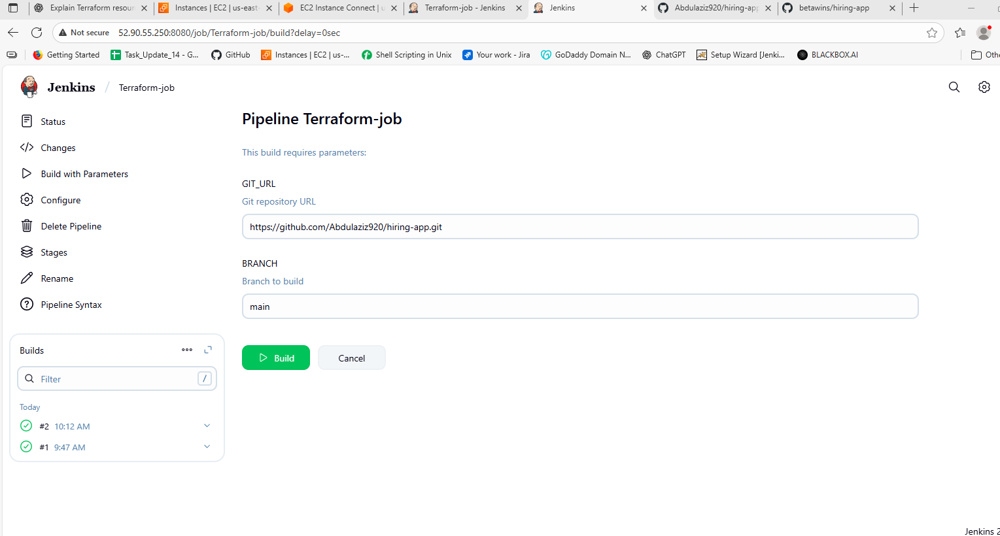 Explain Terraform resour
Instances | EC2 | us-east-
EC2 Instance Connect | u
Terraform-job - Jenkins
Jenkins
Abdulaziz920/hiring-app
betawins/hiring-app
Not secure
52.90.55.250:8080/job/Terraform-job/build?delay=0sec
Getting Started
Task_Update_14 - G...
GitHub
Instances | EC2 | us-...
Shell Scripting in Unix
Your work - Jira
GoDaddy Domain N...
ChatGPT
Setup Wizard [Jenki...
BLACKBOX.AI
Othe
Jenkins / Terraform-job
Status
Changes
Build with Parameters
Configure
Delete Pipeline
Stages
Rename
Pipeline Syntax
Builds
Filter /
Today
#2 10:12 AM
#1 9:47 AM
Pipeline Terraform-job
This build requires parameters:
GIT_URL
Git repository URL
https://github.com/Abdulaziz920/hiring-app.git
BRANCH
Branch to build
main
Build
Cancel
Jenkins 2